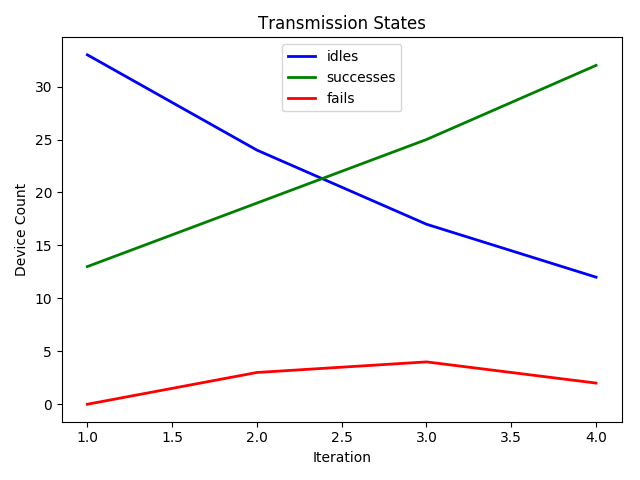 Transmission States
idles
successes
fails
Device Count
30
25
20
15
10
5
0
1.0 1.5 2.0 2.5 3.0 3.5 4.0
Iteration